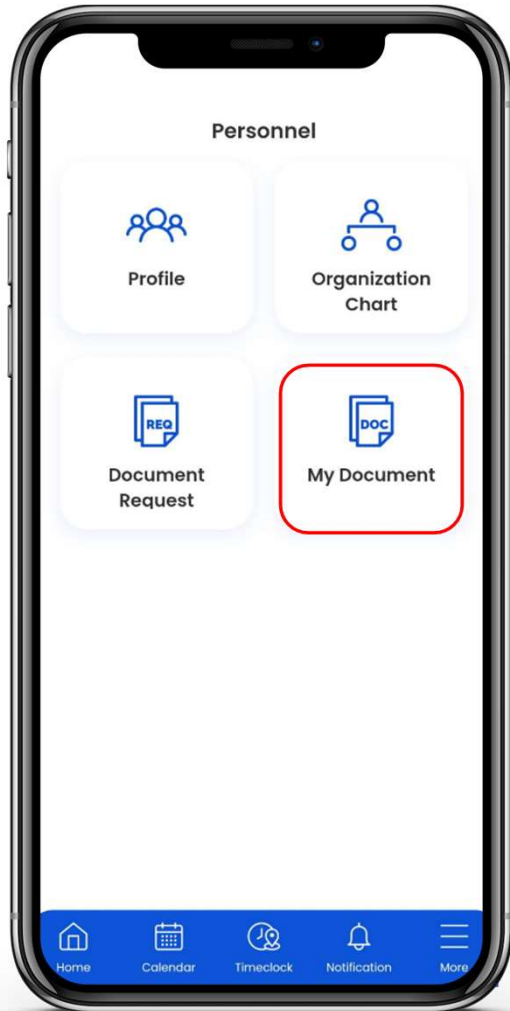 Personnel
Profile
Organization
Chart
REQ
DOC
Document
Request
My Document
Home
Calendar
Timeclock
Notification
More